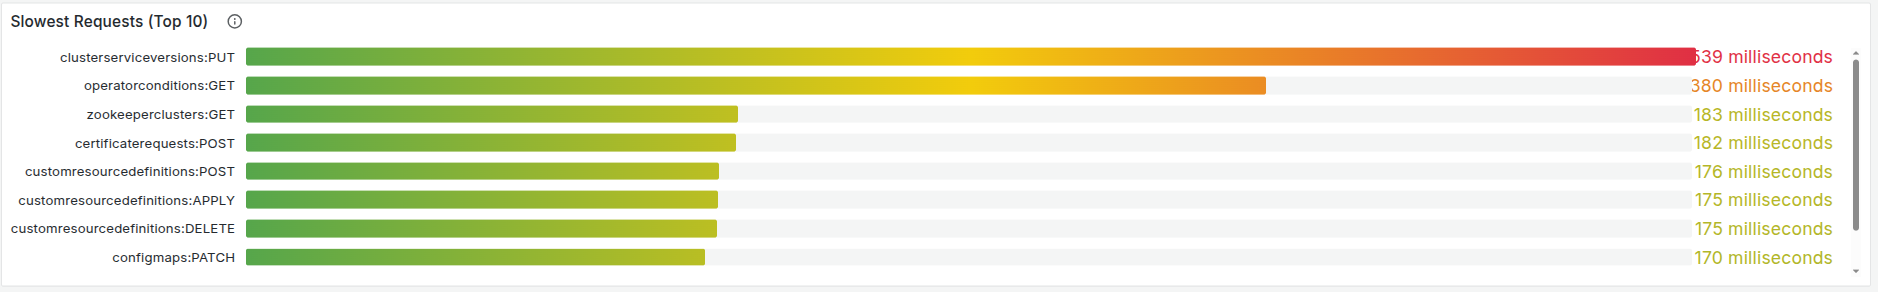 Slowest Requests (Top 10)
clusterserviceversions:PUT 539 milliseconds
operatorconditions:GET 380 milliseconds
zookeeperclusters:GET 183 milliseconds
certificaterequests:POST 182 milliseconds
customresourcedefinitions:POST 176 milliseconds
customresourcedefinitions:APPLY 175 milliseconds
customresourcedefinitions:DELETE 175 milliseconds
configmaps:PATCH 170 milliseconds